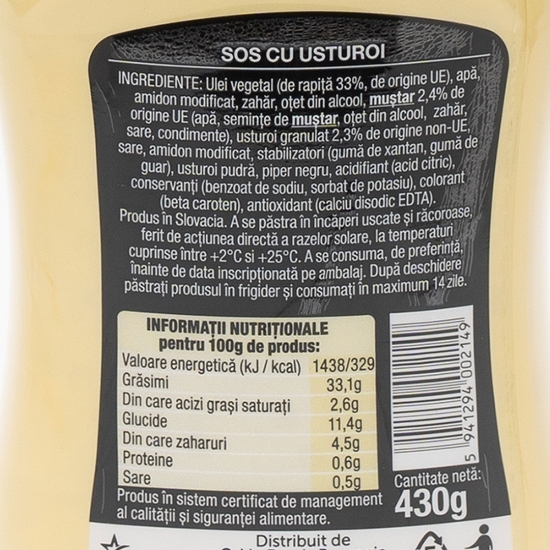 SOS CU USTUROI
INGREDIENTE: Ulei vegetal (de rapiță 33%, de origine UE), apă,
amidon modificat, zahăr, oțet din alcool, muștar 2,4% de
origine UE (apă, semințe de muștar, oțet din alcool, zahăr,
sare, condimente), usturoi granulat 2,3% de origine non-UE,
sare, amidon modificat, stabilizatori (gumă de xantan, gumă de
guar), usturoi pudră, piper negru, acidifiant (acid citric),
conservanți (benzoat de sodiu, sorbat de potasiu), colorant
(beta caroten), antioxidant (calciu disodic EDTA).
Produs în Slovacia. A se păstra în încăperi uscate și răcoroase,
ferit de acțiunea directă a razelor solare, la temperaturi
cuprinse între +2°C si +25°C. A se consuma, de preferință,
înainte de data inscripționată pe ambalaj. După deschidere
păstrați produsul în frigider și consumați în maximum 14 zile.
INFORMAȚII NUTRIȚIONALE
pentru 100g de produs:
Valoare energetică (kJ / kcal) 1438/329
Grăsimi 33,1g
Din care acizi grași saturați 2,6g
Glucide 11,4g
Din care zaharuri 4,5g
Proteine 0,6g
Sare 0,5g
Produs în sistem certificat de management
al calității și siguranței alimentare.
5 941294 002149
Cantitate netă:
430g
Distribuit de